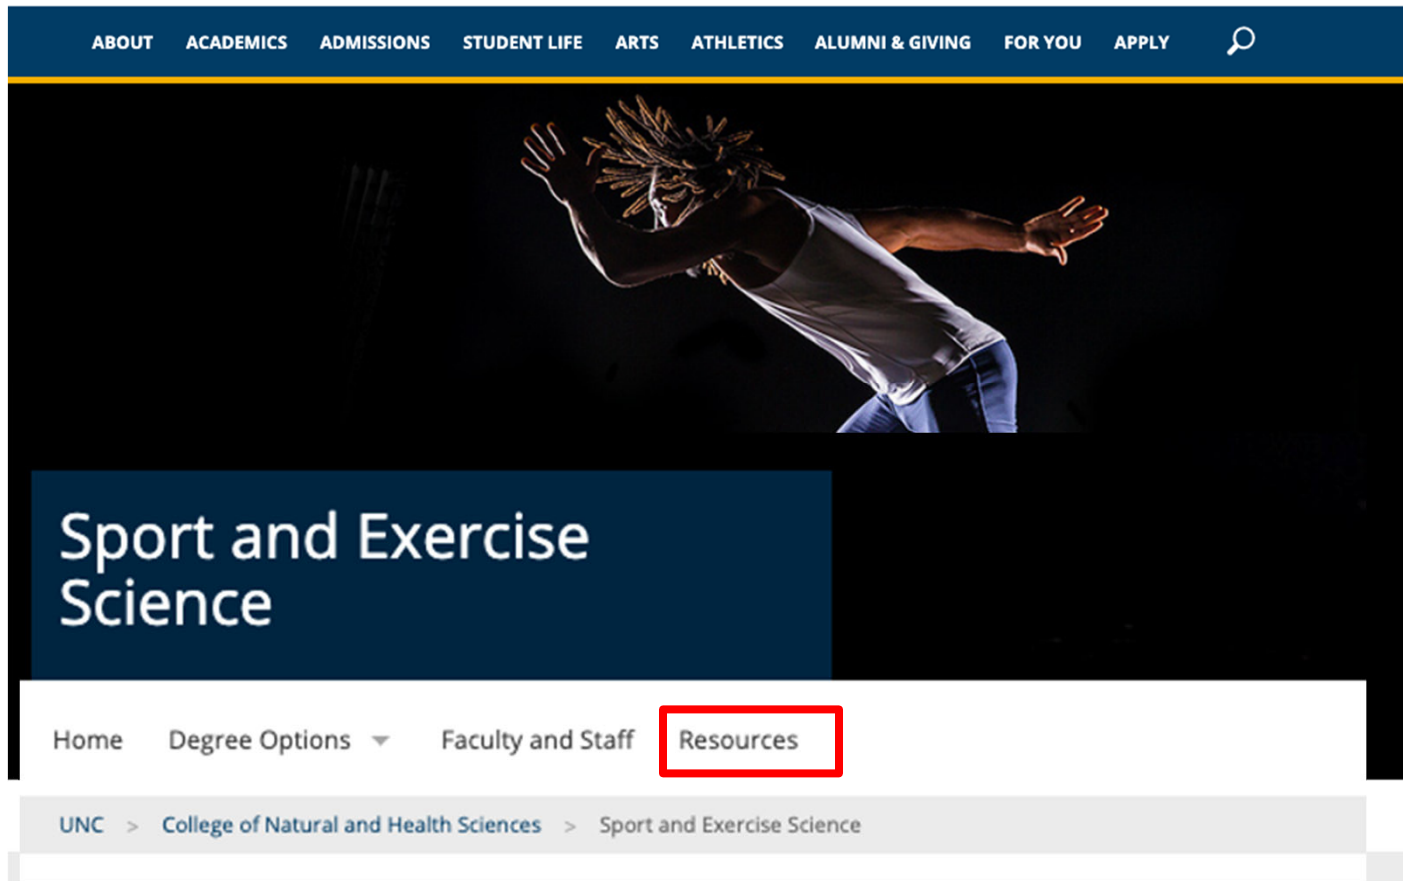 ABOUT ACADEMICS ADMISSIONS STUDENT LIFE ARTS ATHLETICS ALUMNI & GIVING FOR YOU APPLY
Sport and Exercise
Science
Home Degree Options Faculty and Staff Resources
UNC > College of Natural and Health Sciences > Sport and Exercise Science